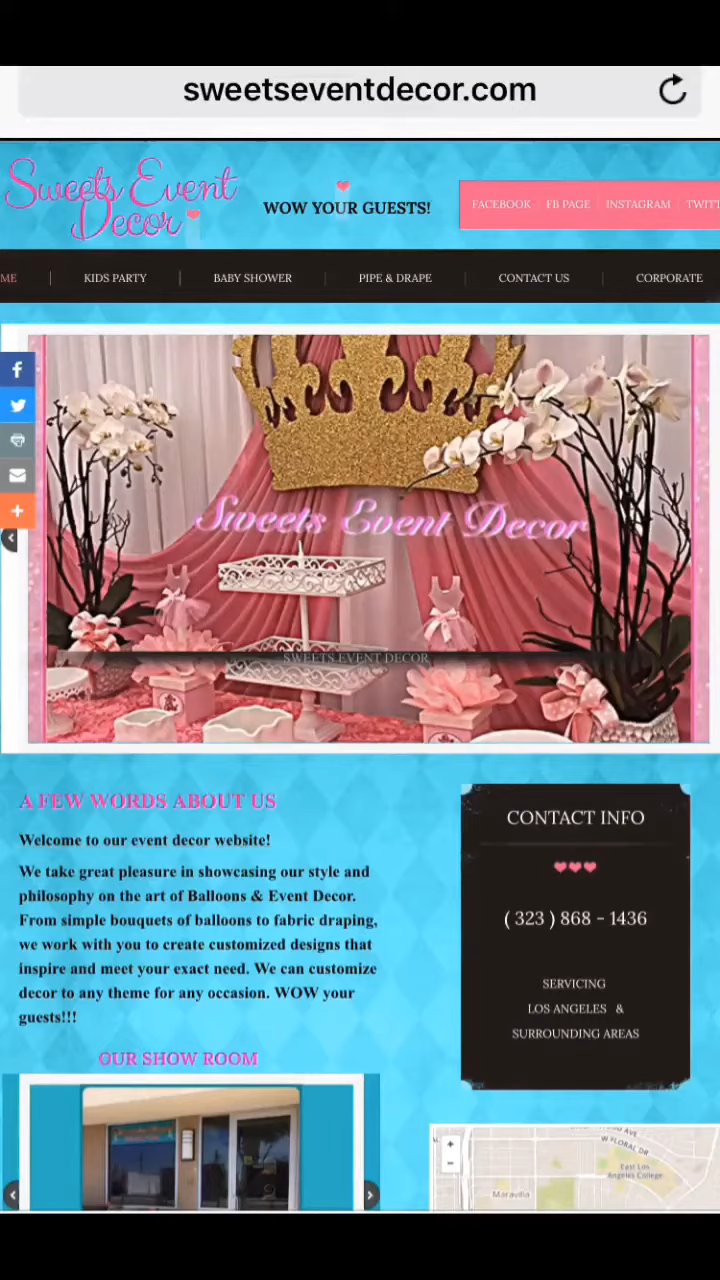 sweetseventdecor.com
Sweets Event
Decor
WOW YOUR GUESTS!
FACEBOOK FB PAGE INSTAGRAM TWITT
ME
KIDS PARTY
BABY SHOWER
PIPE & DRAPE
CONTACT US
CORPORATE
Sweets Event Decor
SWEETS EVENT DECOR
A FEW WORDS ABOUT US
Welcome to our event decor website!
We take great pleasure in showcasing our style and
philosophy on the art of Balloons & Event Decor.
From simple bouquets of balloons to fabric draping,
we work with you to create customized designs that
inspire and meet your exact need. We can customize
decor to any theme for any occasion. WOW your
guests!!!
OUR SHOW ROOM
CONTACT INFO
( 323 ) 868 - 1436
SERVICING
LOS ANGELES &
SURROUNDING AREAS
W FLORAL DR
East Los
Angeles College
Maravilla